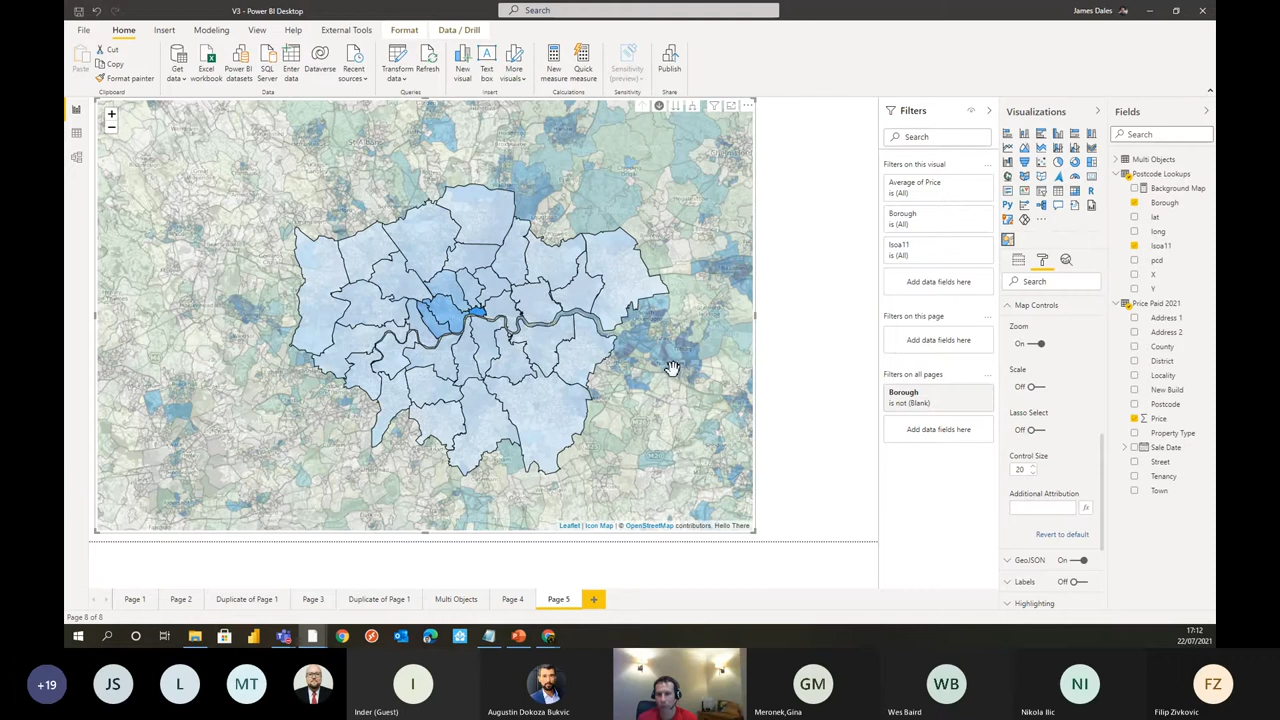 V3 - Power BI Desktop
Search
James Dales
File
Home
Insert
Modeling
View
Help
External Tools
Format
Data / Drill
Paste
Cut
Copy
Format painter
Get data
Excel workbook
Power BI datasets
SQL Server
Enter data
Dataverse
Recent sources
Transform data
Refresh
New visual
Text box
More visuals
New measure
Quick measure
Sensitivity (preview)
Publish
Clipboard
Data
Queries
Insert
Calculations
Sensitivity
Share
+
−
Leaflet | Icon Map | © OpenStreetMap contributors, Hello There
Filters
Search
Filters on this visual
Average of Price
is (All)
Borough
is (All)
lsoa11
is (All)
Add data fields here
Filters on this page
Add data fields here
Filters on all pages
Borough
is not (Blank)
Add data fields here
Visualizations
Search
Map Controls
Zoom
On
Scale
Off
Lasso Select
Off
Control Size
20
Additional Attribution
fx
Revert to default
GeoJSON
On
Labels
Off
Highlighting
Fields
Search
Multi Objects
Postcode Lookups
Background Map
Borough
lat
long
lsoa11
pcd
X
Y
Price Paid 2021
Address 1
Address 2
County
District
Locality
New Build
Postcode
Price
Property Type
Sale Date
Street
Tenancy
Town
Page 1
Page 2
Duplicate of Page 1
Page 3
Duplicate of Page 1
Multi Objects
Page 4
Page 5
+
Page 8 of 8
17:12
22/07/2021
+19
JS
L
MT
I
Inder (Guest)
Augustin Dokoza Bukvic
GM
Meronek,Gina
WB
Wes Baird
NI
Nikola Ilic
FZ
Filip Zivkovic